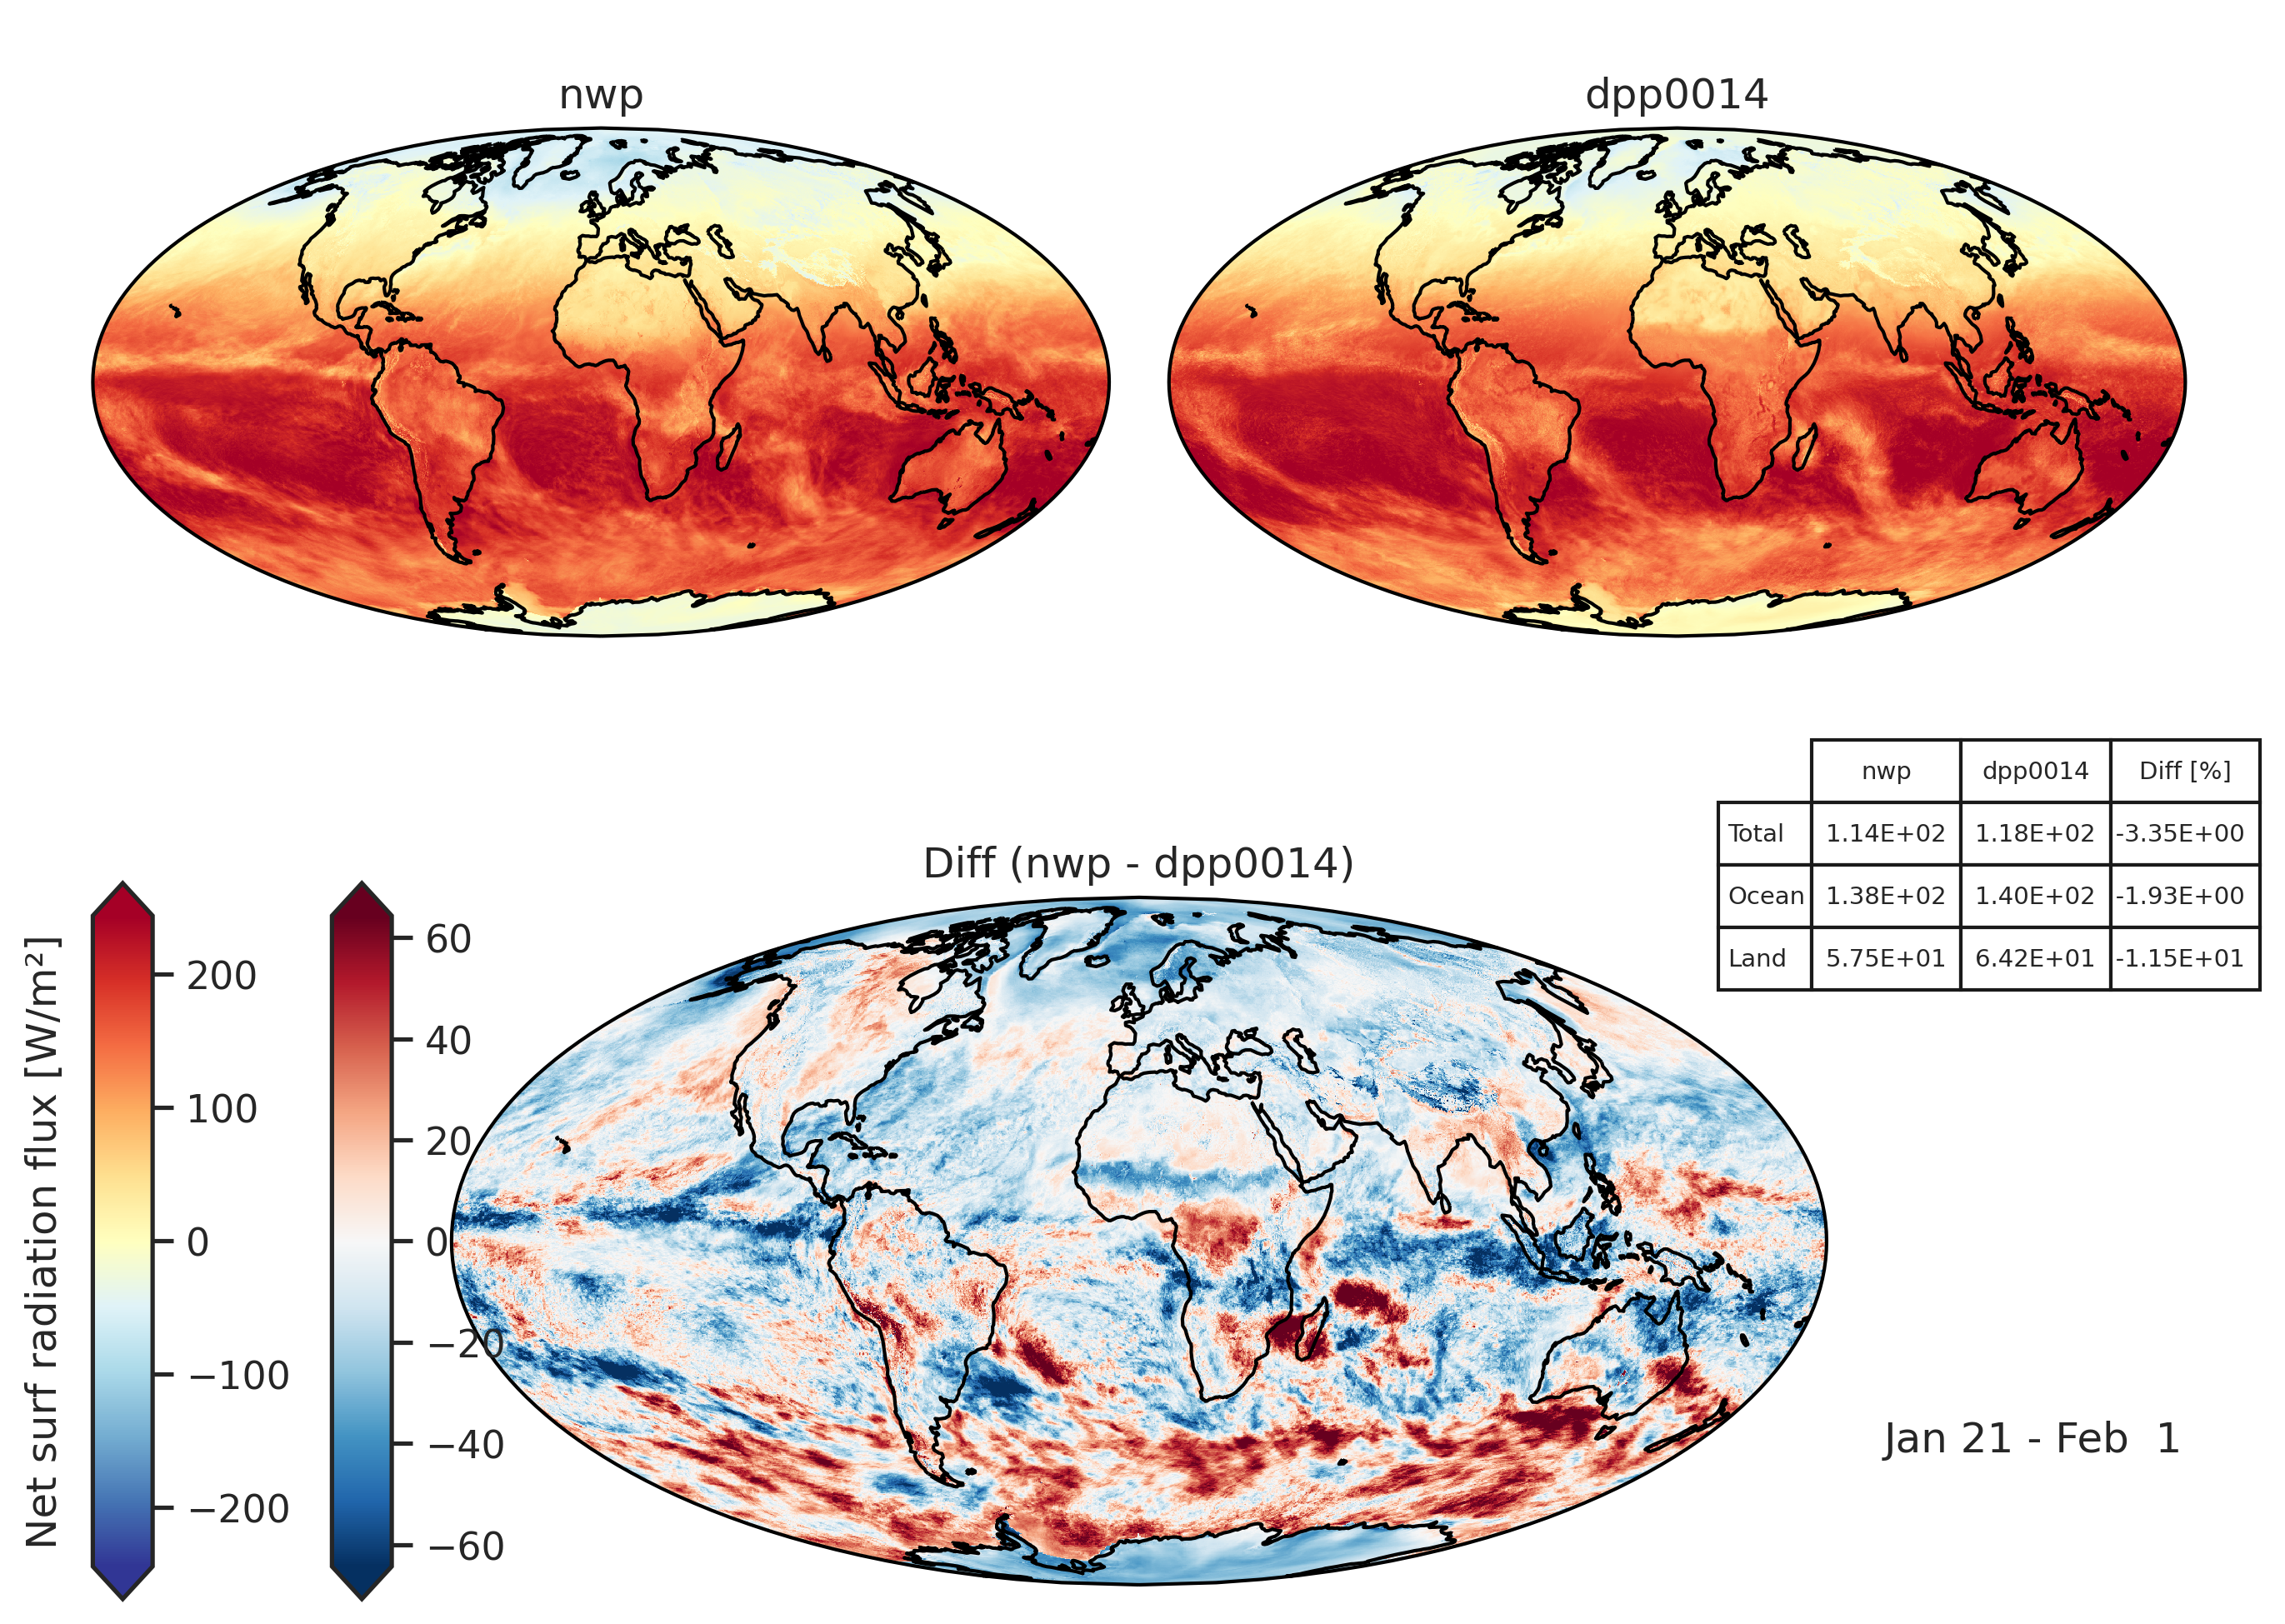 nwp
dpp0014
nwp dpp0014 Diff [%]
Total 1.14E+02 1.18E+02 -3.35E+00
Ocean 1.38E+02 1.40E+02 -1.93E+00
Land 5.75E+01 6.42E+01 -1.15E+01
Diff (nwp - dpp0014)
Net surf radiation flux [W/m²]
200
100
0
−100
−200
60
40
20
0
−20
−40
−60
Jan 21 - Feb  1